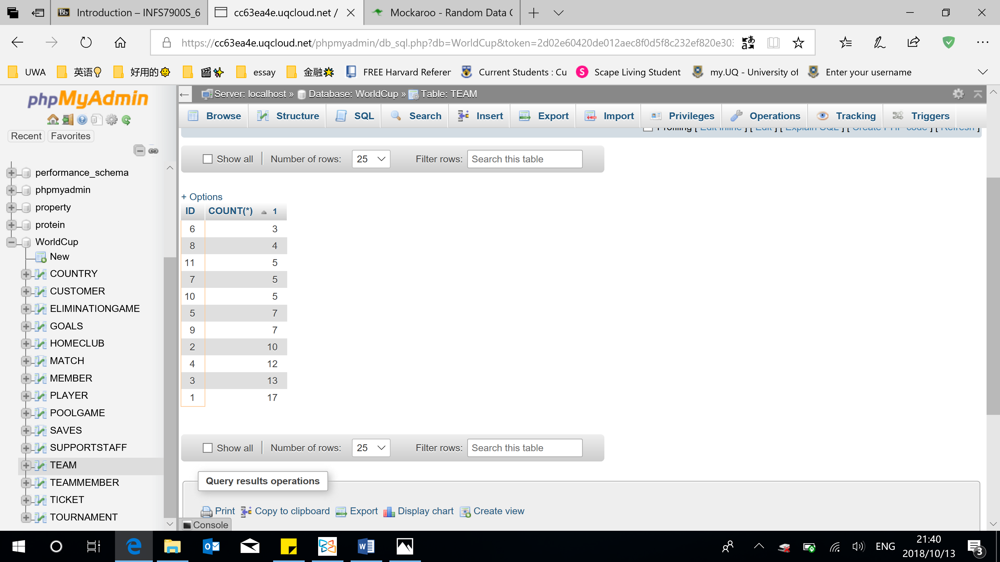 Introduction – INFS7900S_6
cc63ea4e.uqcloud.net /
Mockaroo - Random Data
https://cc63ea4e.uqcloud.net/phpmyadmin/db_sql.php?db=WorldCup&token=2d02e60420de012aec8f0d5f8c232ef820e303
UWA 英语 好用的 essay 金融 FREE Harvard Referer Current Students : Cu Scape Living Student my.UQ - University of Enter your username
phpMyAdmin
Server: localhost » Database: WorldCup » Table: TEAM
Browse Structure SQL Search Insert Export Import Privileges Operations Tracking Triggers
Profiling [ Edit inline ] [ Edit ] [ Explain SQL ] [ Create PHP code ] [ Refresh ]
Recent Favorites
performance_schema
phpmyadmin
property
protein
WorldCup
New
COUNTRY
CUSTOMER
ELIMINATIONGAME
GOALS
HOMECLUB
MATCH
MEMBER
PLAYER
POOLGAME
SAVES
SUPPORTSTAFF
TEAM
TEAMMEMBER
TICKET
TOURNAMENT
Show all Number of rows: 25 Filter rows: Search this table
+ Options
ID COUNT(*) 1
6 3
8 4
11 5
7 5
10 5
5 7
9 7
2 10
4 12
3 13
1 17
Show all Number of rows: 25 Filter rows: Search this table
Query results operations
Print Copy to clipboard Export Display chart Create view
Console
ENG
21:40
2018/10/13
3